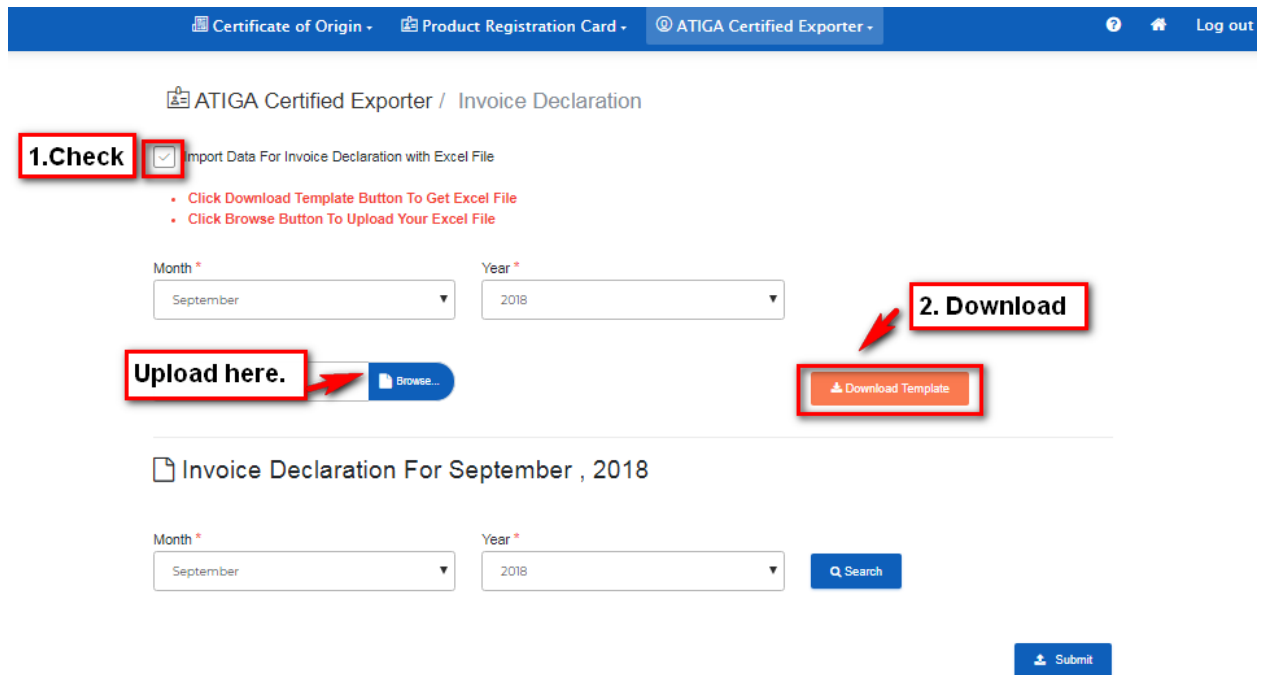 Certificate of Origin Product Registration Card ATIGA Certified Exporter ? Log out
ATIGA Certified Exporter / Invoice Declaration
1.Check Import Data For Invoice Declaration with Excel File
• Click Download Template Button To Get Excel File
• Click Browse Button To Upload Your Excel File
Month * Year *
September 2018
2. Download
Upload here. Browse... Download Template
Invoice Declaration For September , 2018
Month * Year *
September 2018 Search
Submit